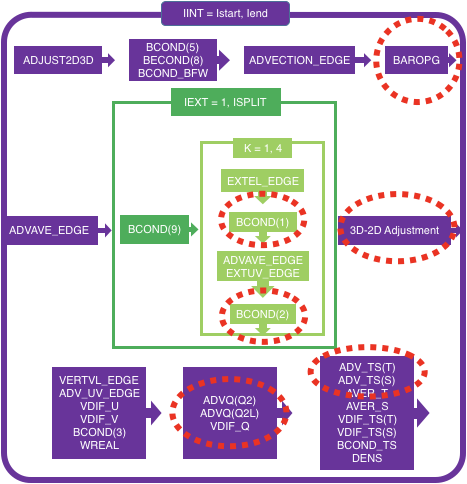 IINT = Istart, Iend
ADJUST2D3D
BCOND(5)
BECOND(8)
BCOND_BFW
ADVECTION_EDGE
BAROPG
IEXT = 1, ISPLIT
K = 1, 4
EXTEL_EDGE
BCOND(1)
ADVAVE_EDGE
BCOND(9)
ADVAVE_EDGE
EXTUV_EDGE
BCOND(2)
3D-2D Adjustment
VERTVL_EDGE
ADV_UV_EDGE
VDIF_U
VDIF_V
BCOND(3)
WREAL
ADVQ(Q2)
ADVQ(Q2L)
VDIF_Q
ADV_TS(T)
ADV_TS(S)
AVER_T
AVER_S
VDIF_TS(T)
VDIF_TS(S)
BCOND_TS
DENS